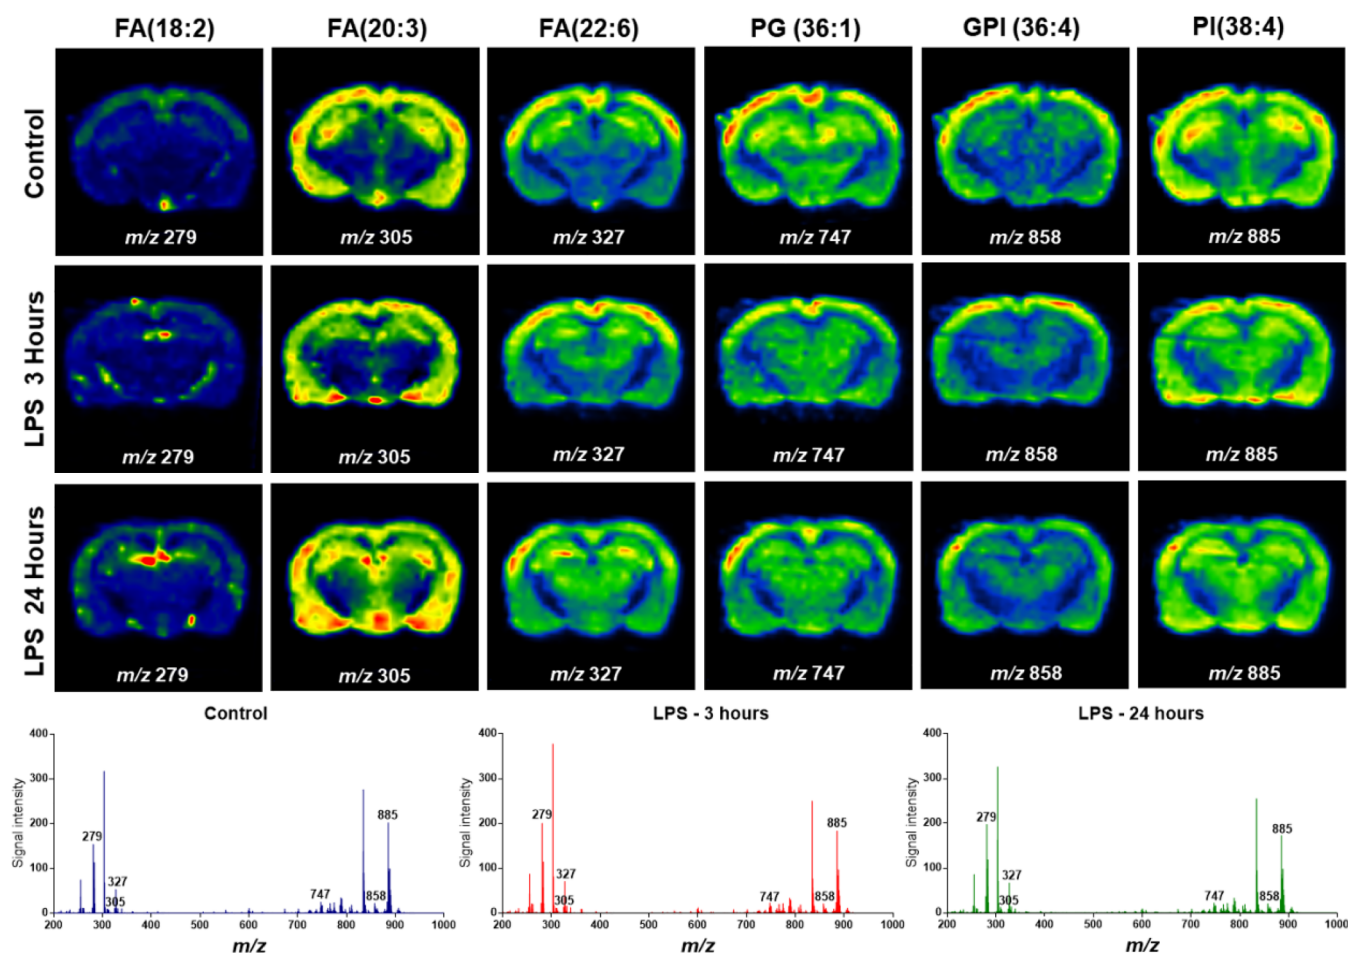 FA(18:2) FA(20:3) FA(22:6) PG (36:1) GPI (36:4) PI(38:4)
Control
m/z 279 m/z 305 m/z 327 m/z 747 m/z 858 m/z 885
LPS 3 Hours
m/z 279 m/z 305 m/z 327 m/z 747 m/z 858 m/z 885
LPS 24 Hours
m/z 279 m/z 305 m/z 327 m/z 747 m/z 858 m/z 885
Control
Signal intensity
400
300
200
100
0
279
305
327
747
858
885
200 300 400 500 600 700 800 900 1000
m/z
LPS - 3 hours
Signal intensity
400
300
200
100
0
279
305
327
747
858
885
200 300 400 500 600 700 800 900 1000
m/z
LPS - 24 hours
Signal intensity
400
300
200
100
0
279
305
327
747
858
885
200 300 400 500 600 700 800 900 1000
m/z